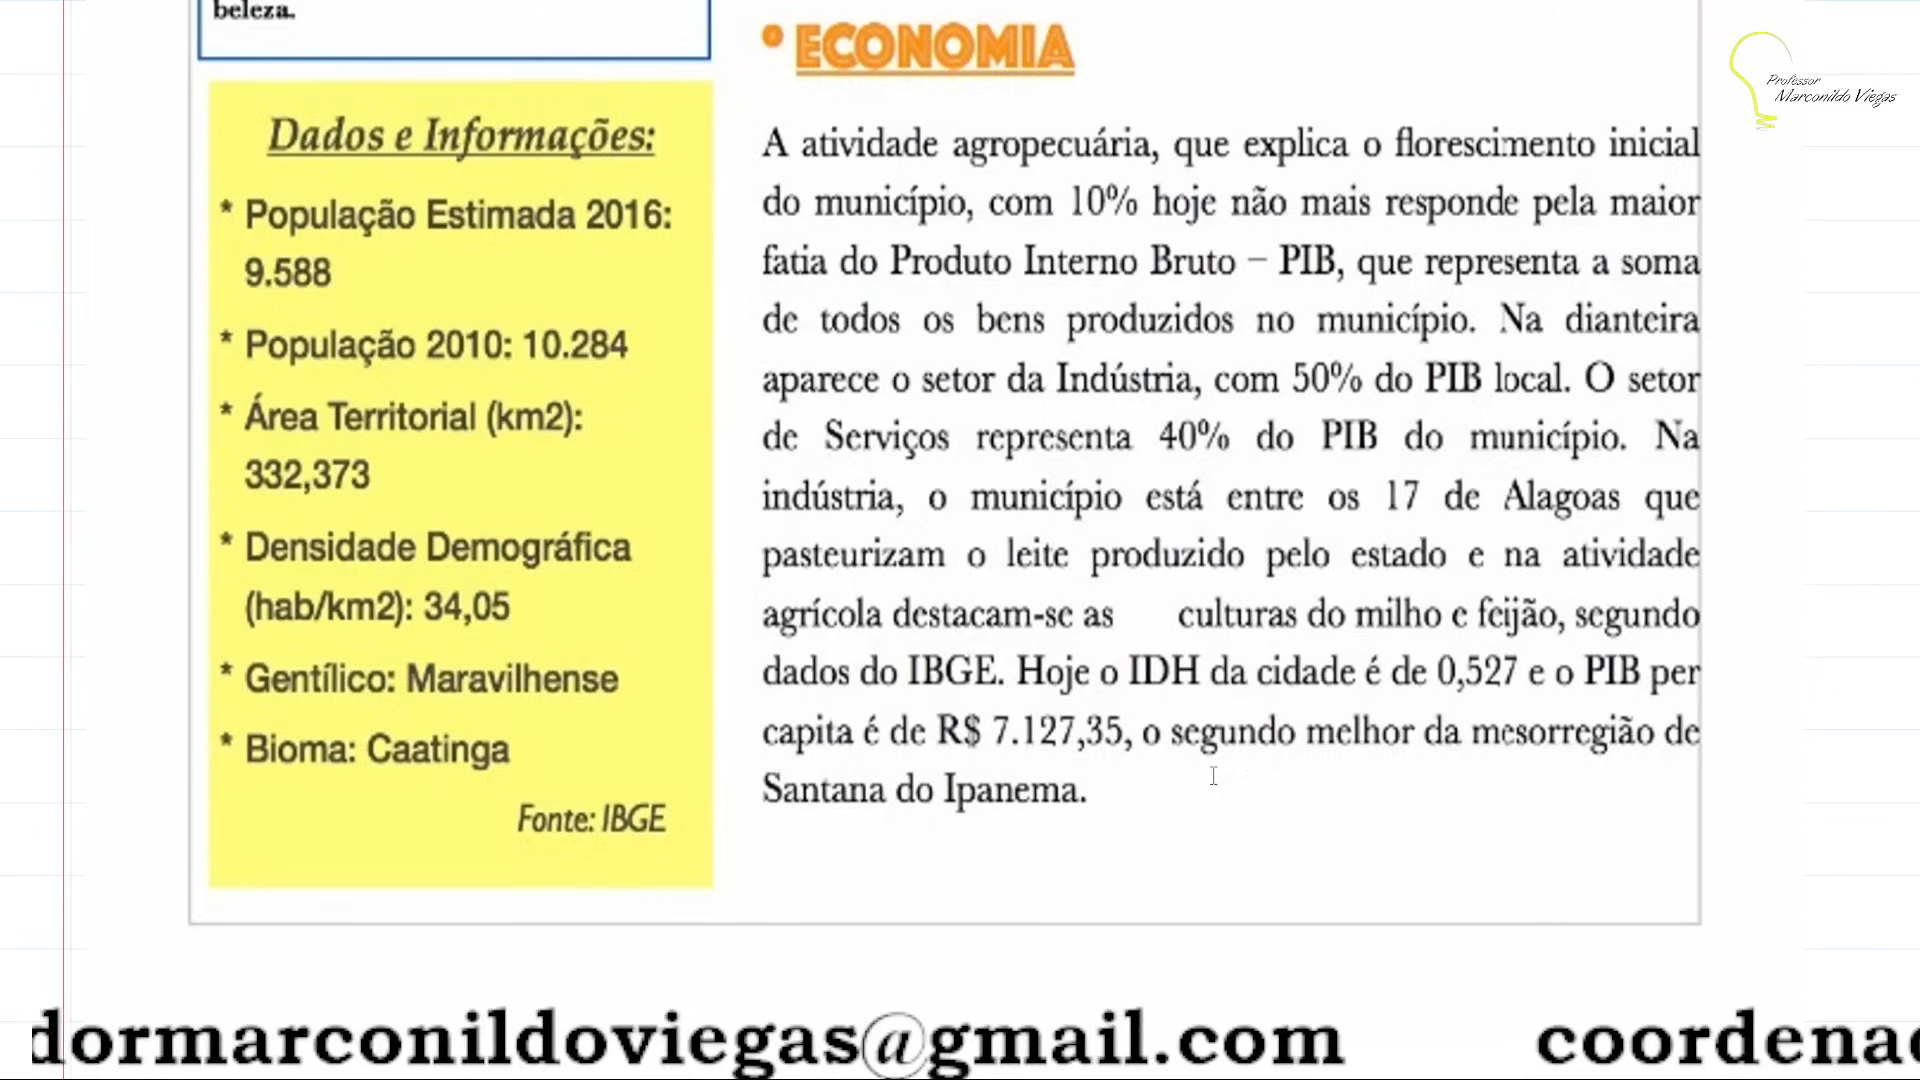 beleza.
Dados e Informações:
* População Estimada 2016:
9.588
* População 2010: 10.284
* Área Territorial (km2):
332,373
* Densidade Demográfica
(hab/km2): 34,05
* Gentílico: Maravilhense
* Bioma: Caatinga
Fonte: IBGE
• ECONOMIA
A atividade agropecuária, que explica o florescimento inicial
do município, com 10% hoje não mais responde pela maior
fatia do Produto Interno Bruto – PIB, que representa a soma
de todos os bens produzidos no município. Na dianteira
aparece o setor da Indústria, com 50% do PIB local. O setor
de Serviços representa 40% do PIB do município. Na
indústria, o município está entre os 17 de Alagoas que
pasteurizam o leite produzido pelo estado e na atividade
agrícola destacam-se as culturas do milho e feijão, segundo
dados do IBGE. Hoje o IDH da cidade é de 0,527 e o PIB per
capita é de R$ 7.127,35, o segundo melhor da mesorregião de
Santana do Ipanema.
Professor
Marconildo Viegas
dormarconildoviegas@gmail.com coordenad